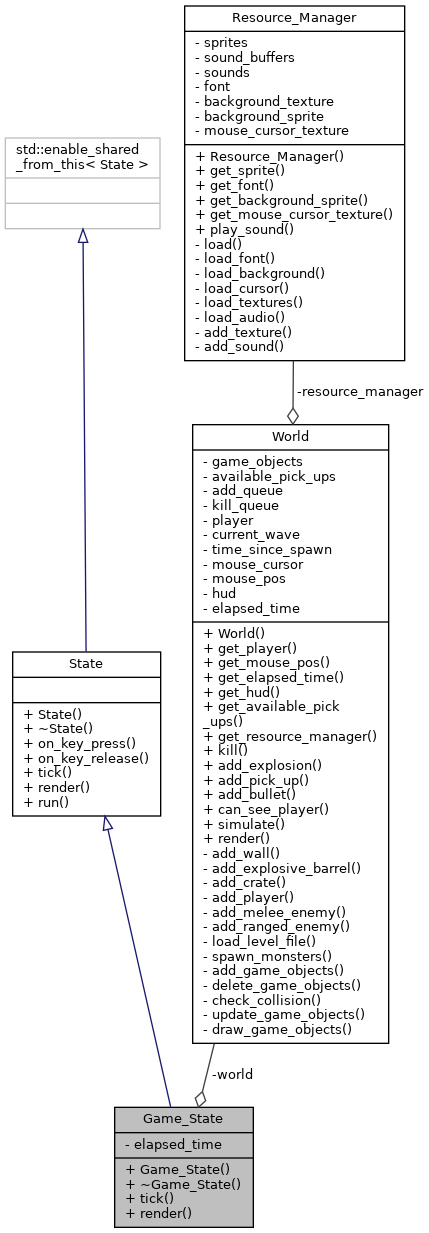 Resource_Manager
- sprites
- sound_buffers
- sounds
- font
- background_texture
- background_sprite
- mouse_cursor_texture
+ Resource_Manager()
+ get_sprite()
+ get_font()
+ get_background_sprite()
+ get_mouse_cursor_texture()
+ play_sound()
- load()
- load_font()
- load_background()
- load_cursor()
- load_textures()
- load_audio()
- add_texture()
- add_sound()
std::enable_shared
_from_this< State >
-resource_manager
World
- game_objects
- available_pick_ups
- add_queue
- kill_queue
- player
- current_wave
- time_since_spawn
- mouse_cursor
- mouse_pos
- hud
- elapsed_time
+ World()
+ get_player()
+ get_mouse_pos()
+ get_elapsed_time()
+ get_hud()
+ get_available_pick
_ups()
+ get_resource_manager()
+ kill()
+ add_explosion()
+ add_pick_up()
+ add_bullet()
+ can_see_player()
+ simulate()
+ render()
- add_wall()
- add_explosive_barrel()
- add_crate()
- add_player()
- add_melee_enemy()
- add_ranged_enemy()
- load_level_file()
- spawn_monsters()
- add_game_objects()
- delete_game_objects()
- check_collision()
- update_game_objects()
- draw_game_objects()
State
+ State()
+ ~State()
+ on_key_press()
+ on_key_release()
+ tick()
+ render()
+ run()
-world
Game_State
- elapsed_time
+ Game_State()
+ ~Game_State()
+ tick()
+ render()